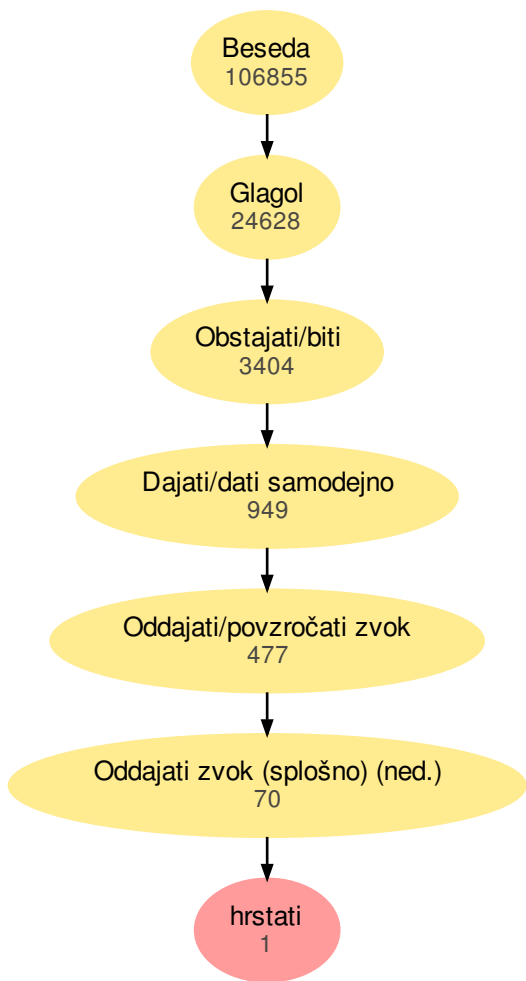 Beseda
106855
Glagol
24628
Obstajati/biti
3404
Dajati/dati samodejno
949
Oddajati/povzročati zvok
477
Oddajati zvok (splošno) (ned.)
70
hrstati
1